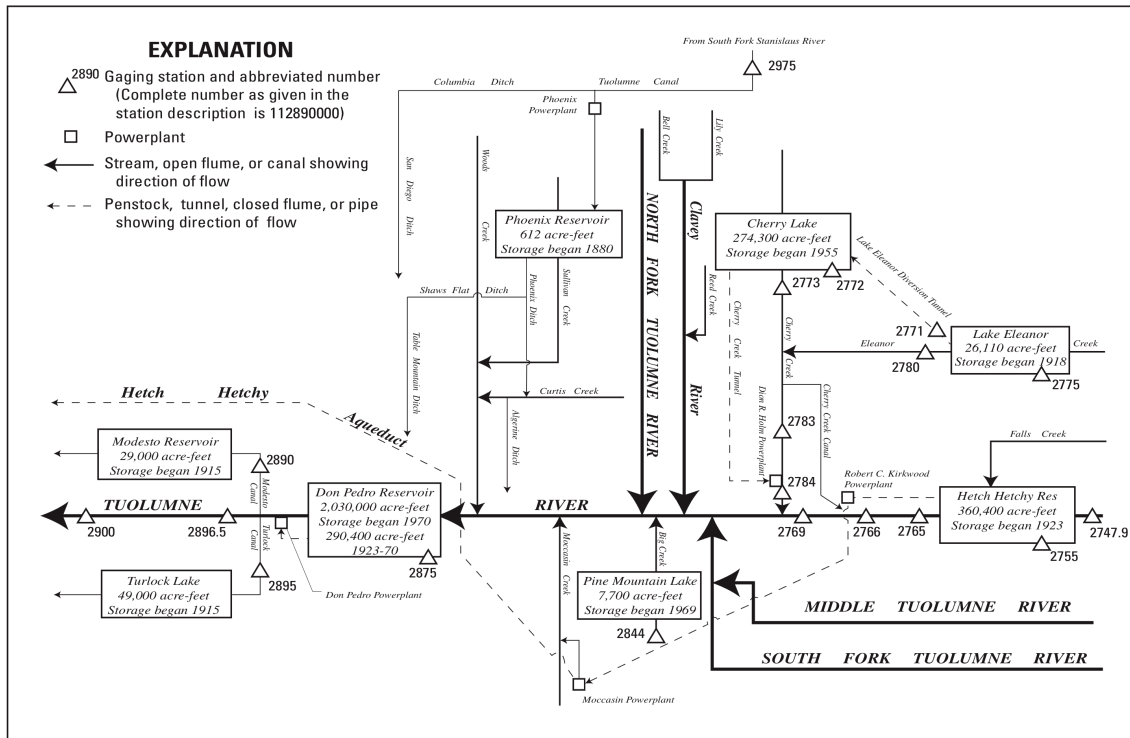 EXPLANATION
2890
Gaging station and abbreviated number
(Complete number as given in the
station description is 112890000)
Powerplant
Stream, open flume, or canal showing
direction of flow
Penstock, tunnel, closed flume, or pipe
showing direction of flow
From South Fork Stanislaus River
2975
Columbia Ditch
Tuolumne Canal
Phoenix
Powerplant
San Diego Ditch
Woods Creek
Bell Creek
Lily Creek
Phoenix Reservoir
612 acre-feet
Storage began 1880
NORTH FORK TUOLUMNE RIVER
Clavey River
Reed Creek
Cherry Lake
274,300 acre-feet
Storage began 1955
2773
2772
Lake Eleanor Diversion Tunnel
2771
Lake Eleanor
26,110 acre-feet
Storage began 1918
Eleanor
Creek
2780
2775
Shaws Flat Ditch
Phoenix Ditch
Sullivan Creek
Table Mountain Ditch
Curtis Creek
Algerine Ditch
Cherry Creek Tunnel
Cherry Creek
Cherry Creek Canal
Dion R. Holm Powerplant
2783
2784
Falls Creek
Robert C. Kirkwood
Powerplant
Hetch Hetchy
Aqueduct
Modesto Reservoir
29,000 acre-feet
Storage began 1915
2890
Modesto
Canal
Don Pedro Reservoir
2,030,000 acre-feet
Storage began 1970
290,400 acre-feet
1923-70
2875
Hetch Hetchy Res
360,400 acre-feet
Storage began 1923
2755
2747.9
TUOLUMNE
RIVER
2900
2896.5
2769
2766
2765
Turlock
Canal
Turlock Lake
49,000 acre-feet
Storage began 1915
2895
Don Pedro Powerplant
Moccasin Creek
Big Creek
Pine Mountain Lake
7,700 acre-feet
Storage began 1969
2844
MIDDLE TUOLUMNE RIVER
SOUTH FORK TUOLUMNE RIVER
Moccasin Powerplant